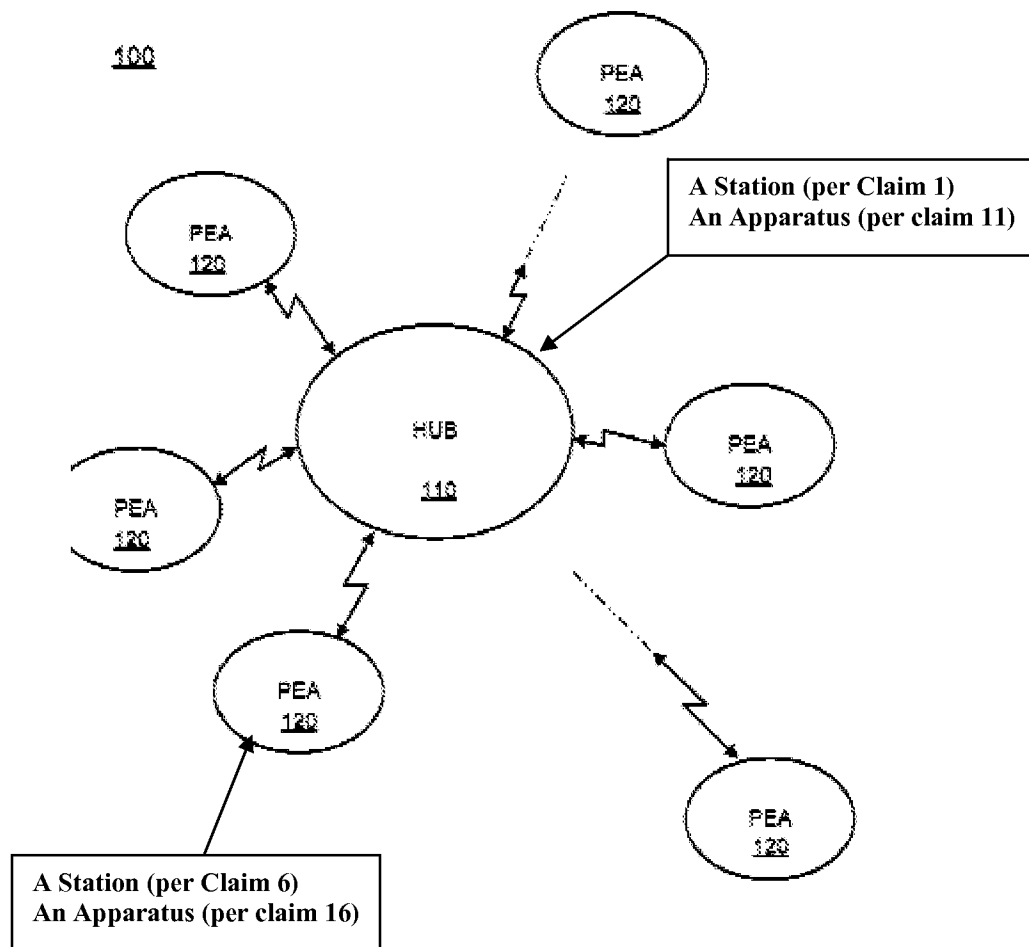 100
PEA
120
A Station (per Claim 1)
An Apparatus (per claim 11)
PEA
120
HUB
110
PEA
120
PEA
120
PEA
120
PEA
120
A Station (per Claim 6)
An Apparatus (per claim 16)